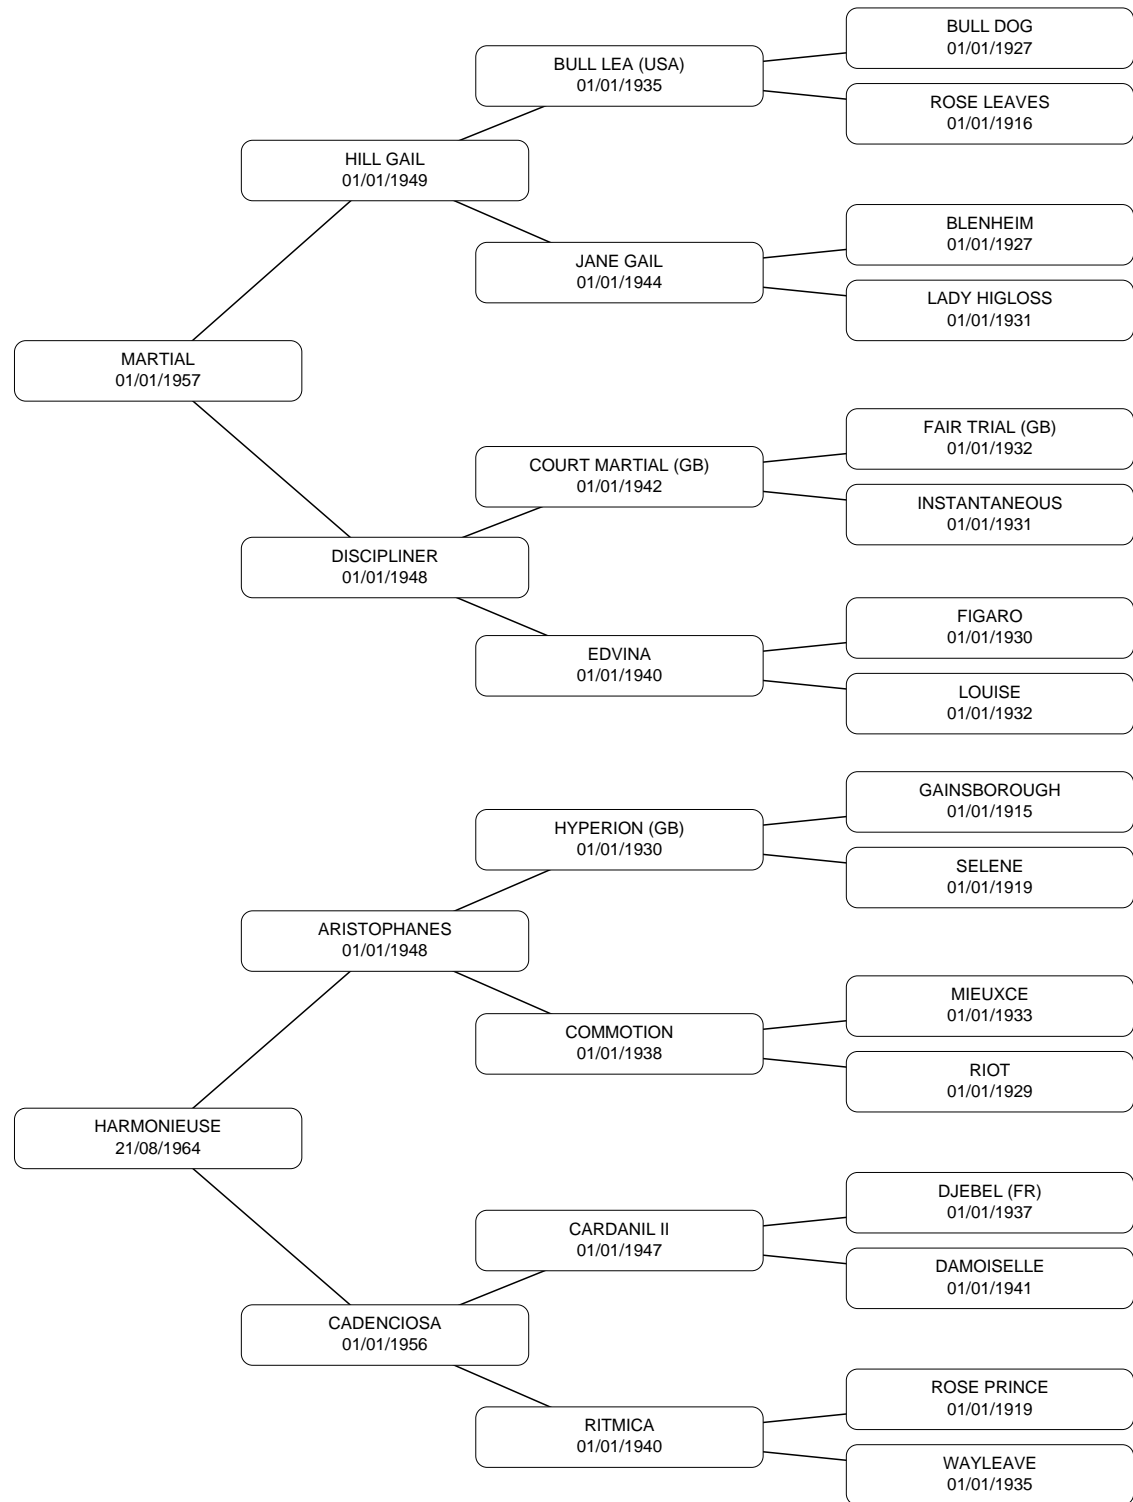 BULL DOG
01/01/1927
BULL LEA (USA)
01/01/1935
ROSE LEAVES
01/01/1916
HILL GAIL
01/01/1949
BLENHEIM
01/01/1927
JANE GAIL
01/01/1944
LADY HIGLOSS
01/01/1931
MARTIAL
01/01/1957
FAIR TRIAL (GB)
01/01/1932
COURT MARTIAL (GB)
01/01/1942
INSTANTANEOUS
01/01/1931
DISCIPLINER
01/01/1948
FIGARO
01/01/1930
EDVINA
01/01/1940
LOUISE
01/01/1932
GAINSBOROUGH
01/01/1915
HYPERION (GB)
01/01/1930
SELENE
01/01/1919
ARISTOPHANES
01/01/1948
MIEUXCE
01/01/1933
COMMOTION
01/01/1938
RIOT
01/01/1929
HARMONIEUSE
21/08/1964
DJEBEL (FR)
01/01/1937
CARDANIL II
01/01/1947
DAMOISELLE
01/01/1941
CADENCIOSA
01/01/1956
ROSE PRINCE
01/01/1919
RITMICA
01/01/1940
WAYLEAVE
01/01/1935